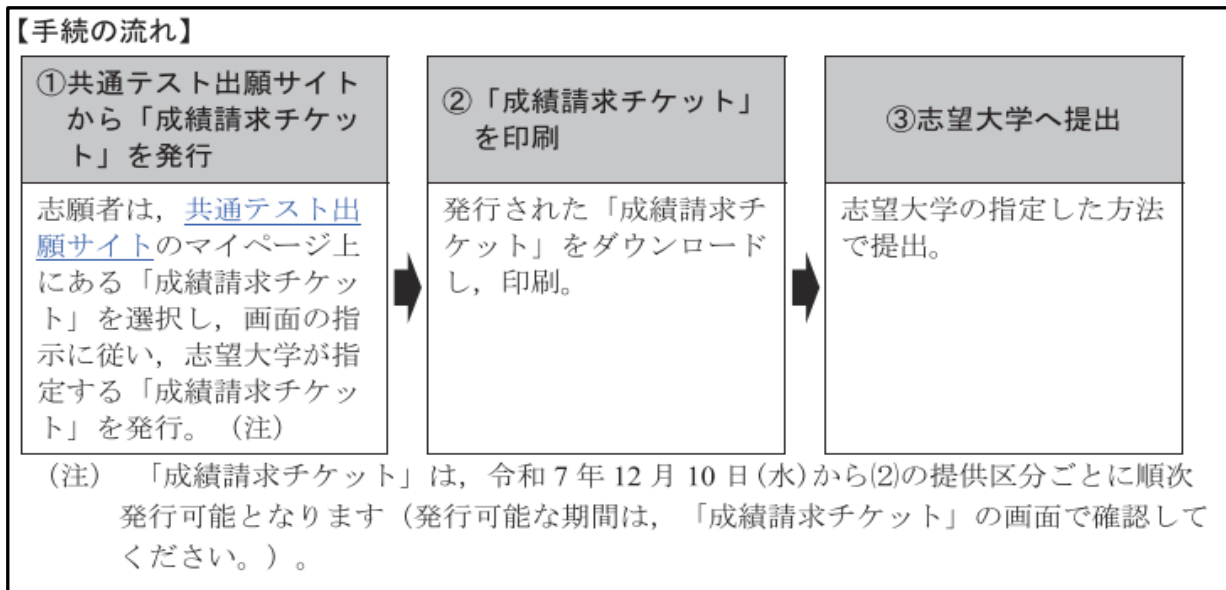 【手続の流れ】
①共通テスト出願サイト
から「成績請求チケッ
ト」を発行
志願者は，共通テスト出
願サイトのマイページ上
にある「成績請求チケッ
ト」を選択し，画面の指
示に従い，志望大学が指
定する「成績請求チケッ
ト」を発行。（注）
②「成績請求チケット」
を印刷
発行された「成績請求チ
ケット」をダウンロード
し，印刷。
③志望大学へ提出
志望大学の指定した方法
で提出。
（注）　「成績請求チケット」は，令和 7 年 12 月 10 日(水)から⑵の提供区分ごとに順次
発行可能となります（発行可能な期間は，「成績請求チケット」の画面で確認して
ください。）。